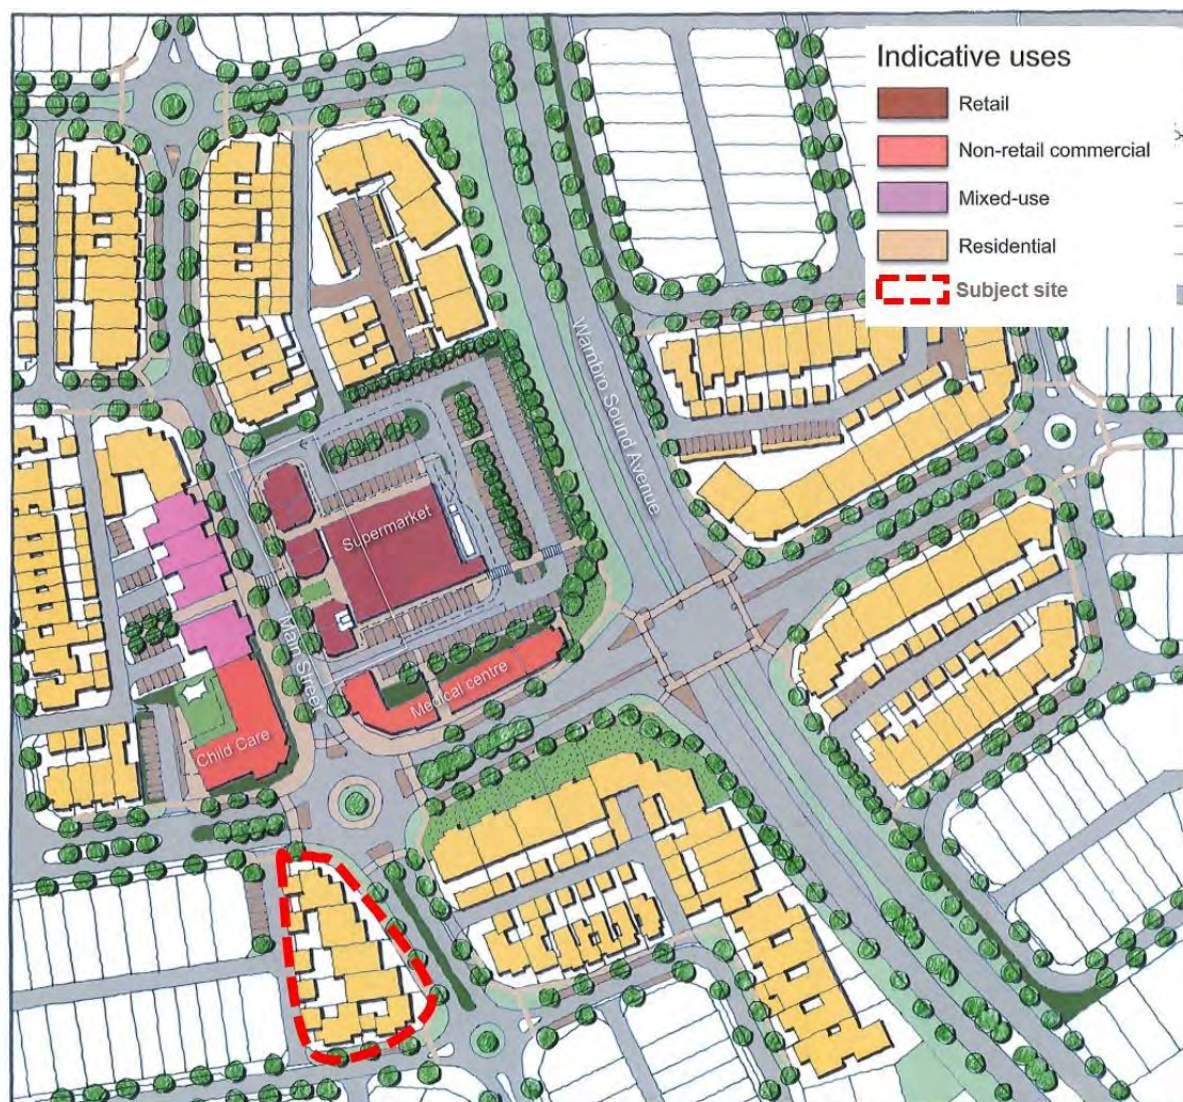 Indicative uses
Retail
Non-retail commercial
Mixed-use
Residential
Subject site
Warnbro Sound Avenue
Supermarket
Main Street
Medical centre
Child Care